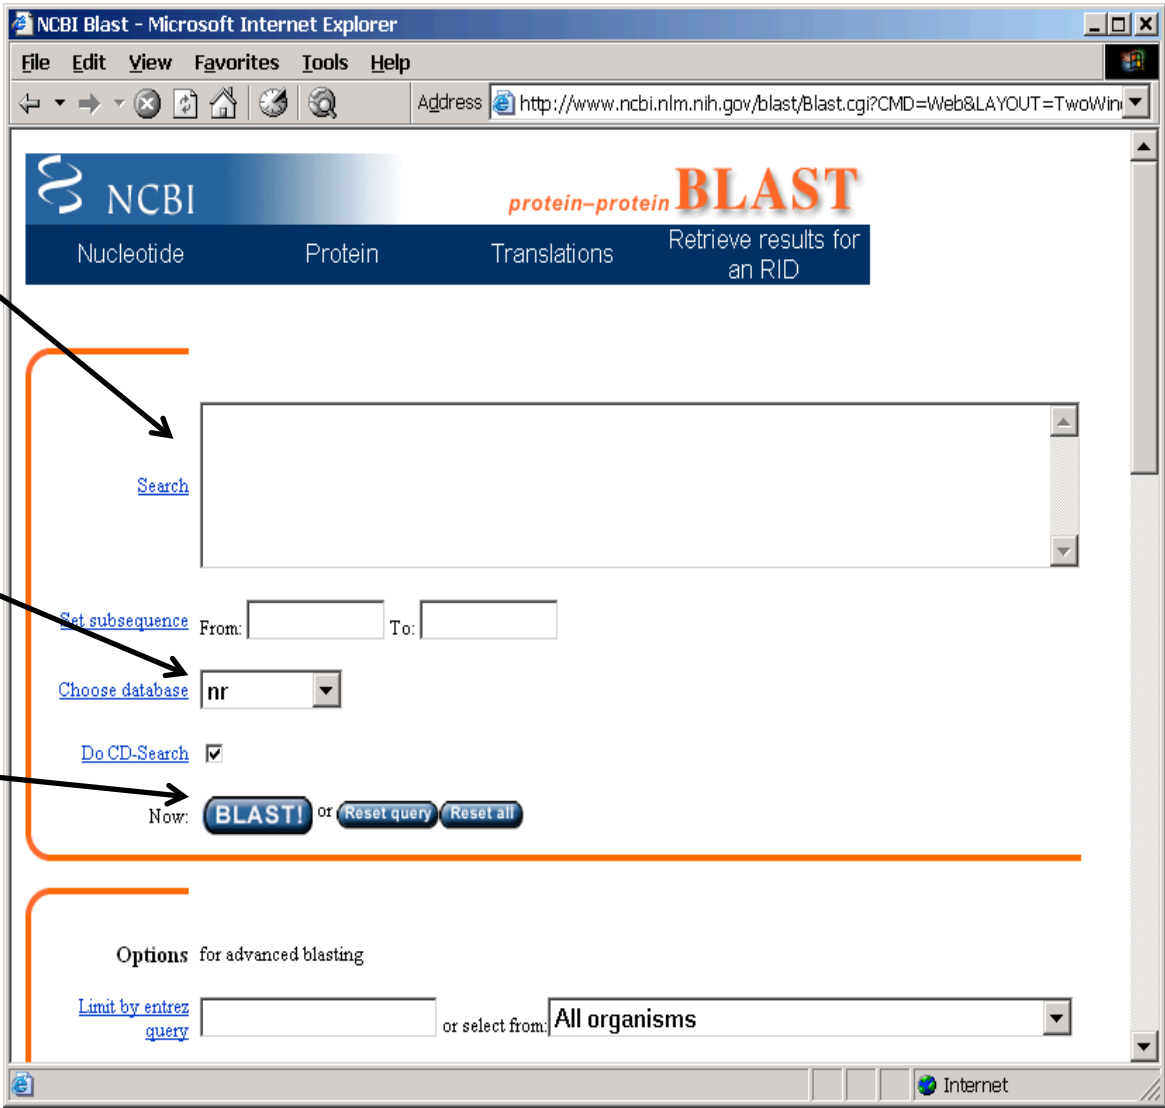 NCBI Blast - Microsoft Internet Explorer
File Edit View Favorites Tools Help
Address http://www.ncbi.nlm.nih.gov/blast/Blast.cgi?CMD=Web&LAYOUT=TwoWin
NCBI protein–protein BLAST
Nucleotide Protein Translations Retrieve results for an RID
Search
Set subsequence From: To:
Choose database nr
Do CD-Search
Now: BLAST! or Reset query Reset all
Options for advanced blasting
Limit by entrez query or select from: All organisms
Internet